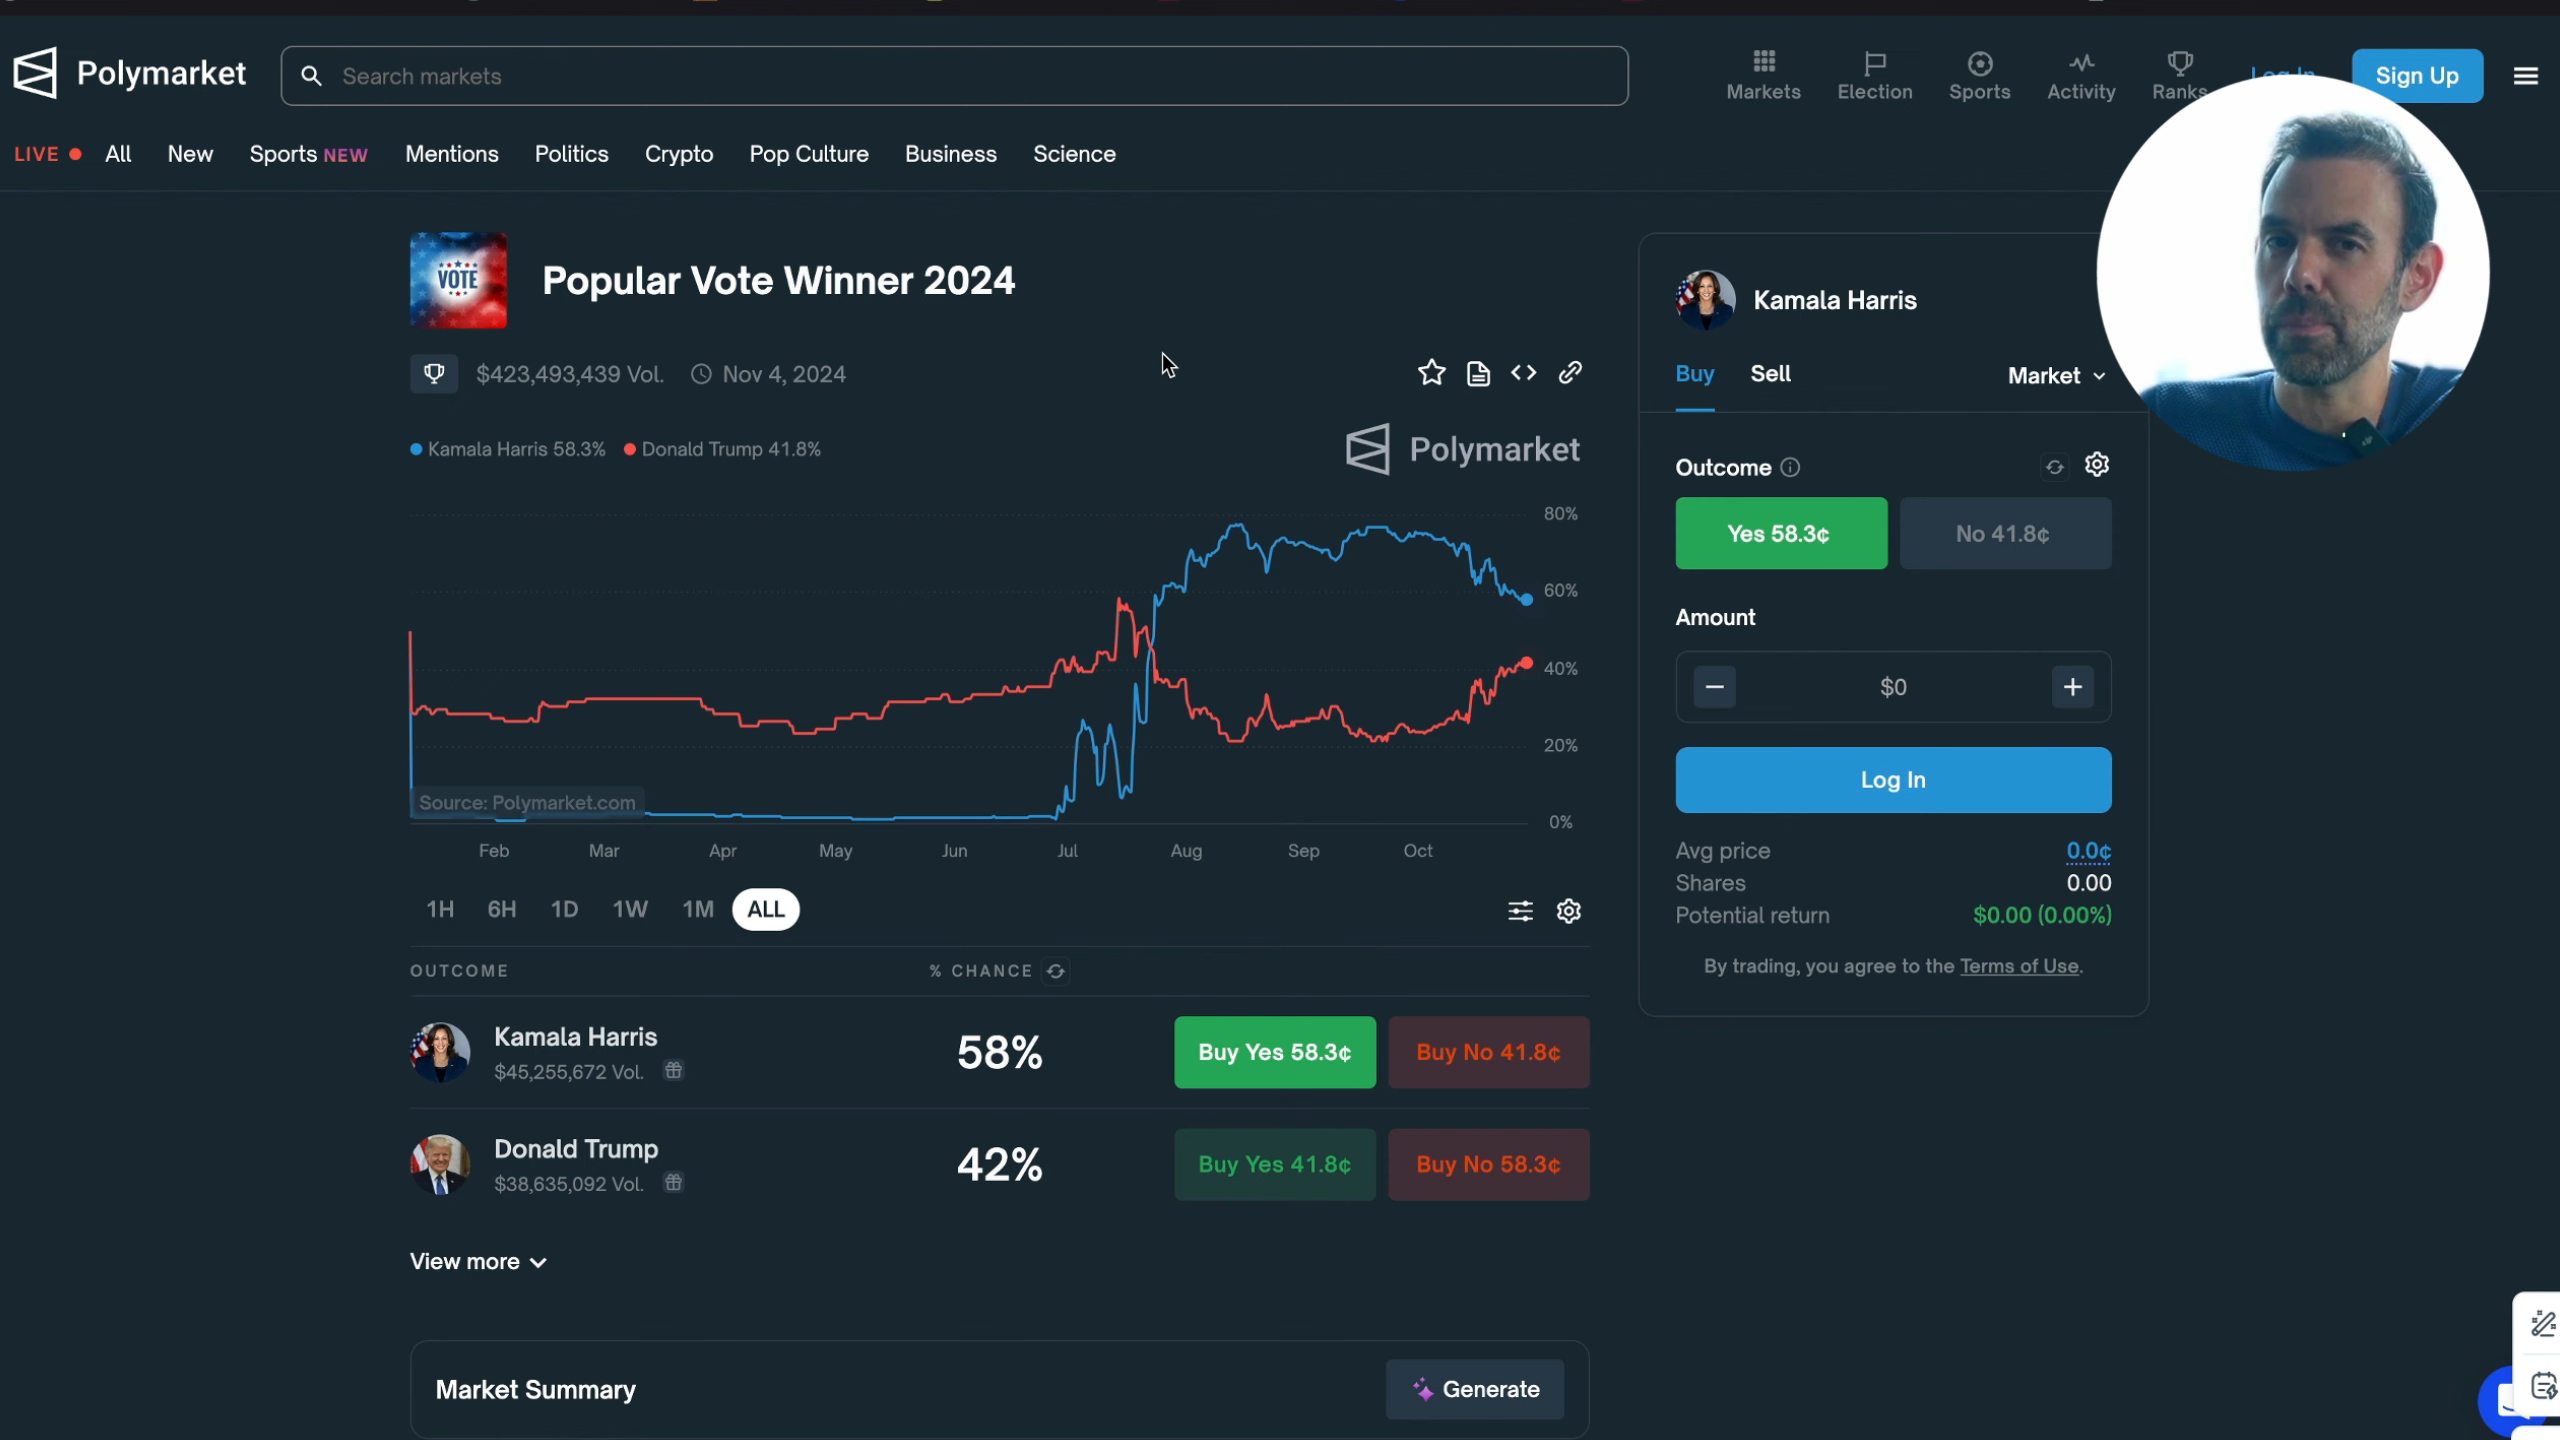 Polymarket
Search markets
Markets
Election
Sports
Activity
Ranks
Log In
Sign Up
LIVE
All
New
Sports NEW
Mentions
Politics
Crypto
Pop Culture
Business
Science
VOTE
Popular Vote Winner 2024
$423,493,439 Vol.
Nov 4, 2024
Kamala Harris 58.3%
Donald Trump 41.8%
Polymarket
80%
60%
40%
20%
0%
Source: Polymarket.com
Feb
Mar
Apr
May
Jun
Jul
Aug
Sep
Oct
1H
6H
1D
1W
1M
ALL
OUTCOME
% CHANCE
Kamala Harris
$45,255,672 Vol.
58%
Buy Yes 58.3¢
Buy No 41.8¢
Donald Trump
$38,635,092 Vol.
42%
Buy Yes 41.8¢
Buy No 58.3¢
View more
Market Summary
Generate
Kamala Harris
Buy
Sell
Market
Outcome
Yes 58.3¢
No 41.8¢
Amount
$0
Log In
Avg price
0.0¢
Shares
0.00
Potential return
$0.00 (0.00%)
By trading, you agree to the Terms of Use.